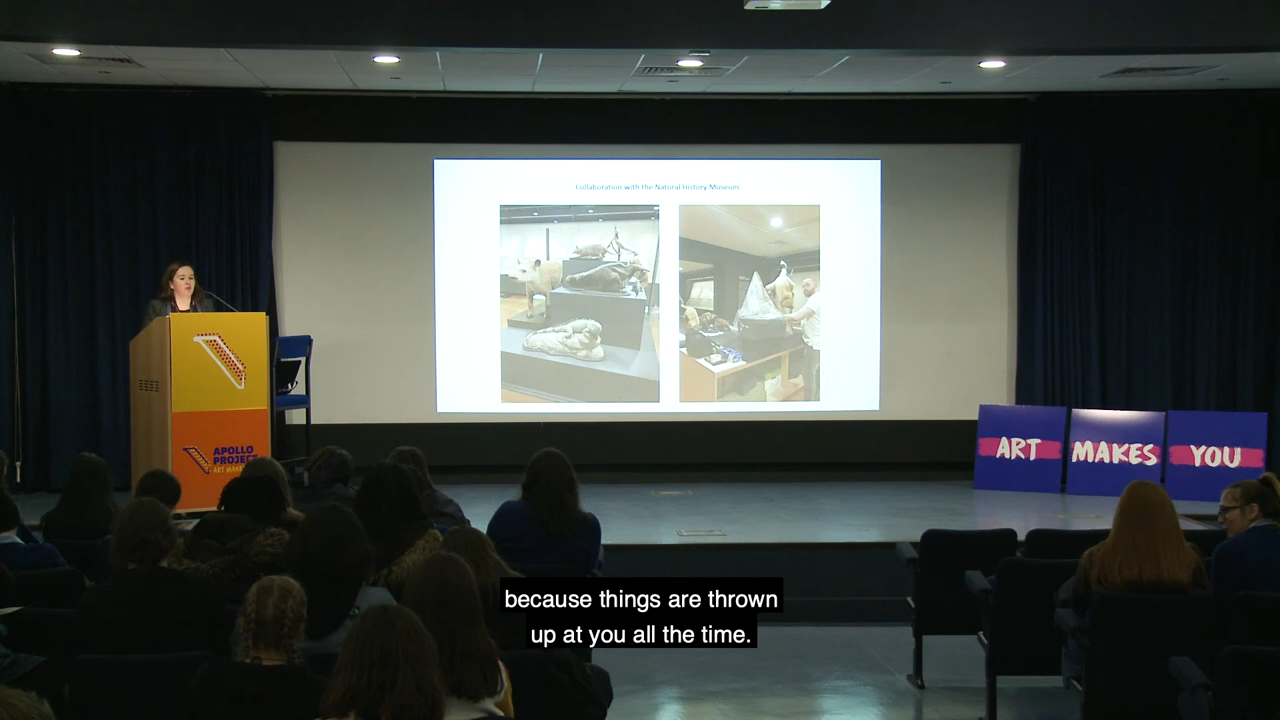 Collaboration with the Natural History Museum
APOLLO
PROJECT
ART
MAKES
YOU
because things are thrown
up at you all the time.